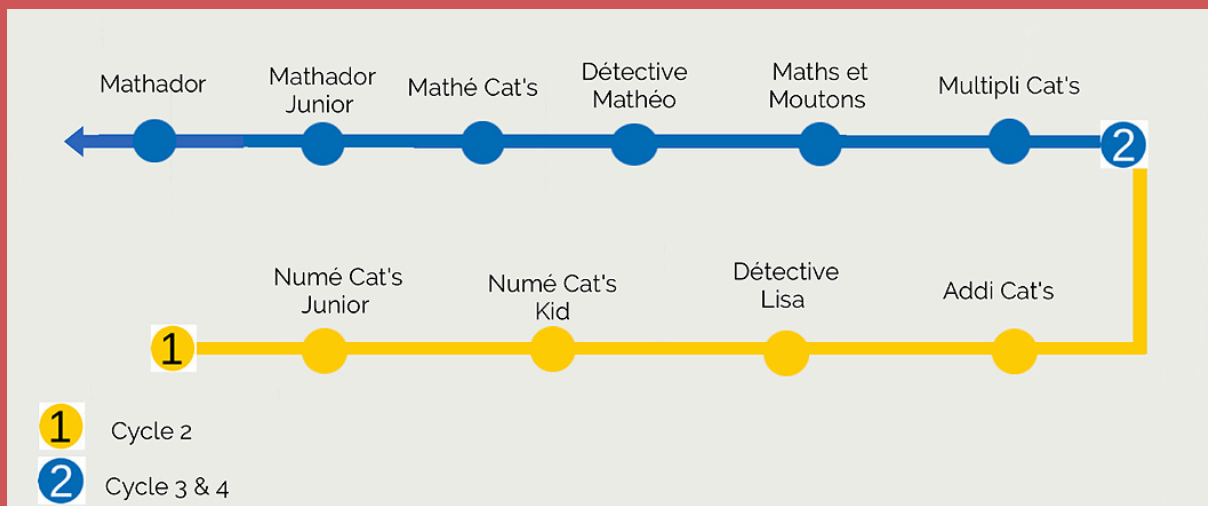 Mathador
Mathador
Junior
Mathé Cat's
Détective
Mathéo
Maths et
Moutons
Multipli Cat's
2
1
Numé Cat's
Junior
Numé Cat's
Kid
Détective
Lisa
Addi Cat's
1 Cycle 2
2 Cycle 3 & 4